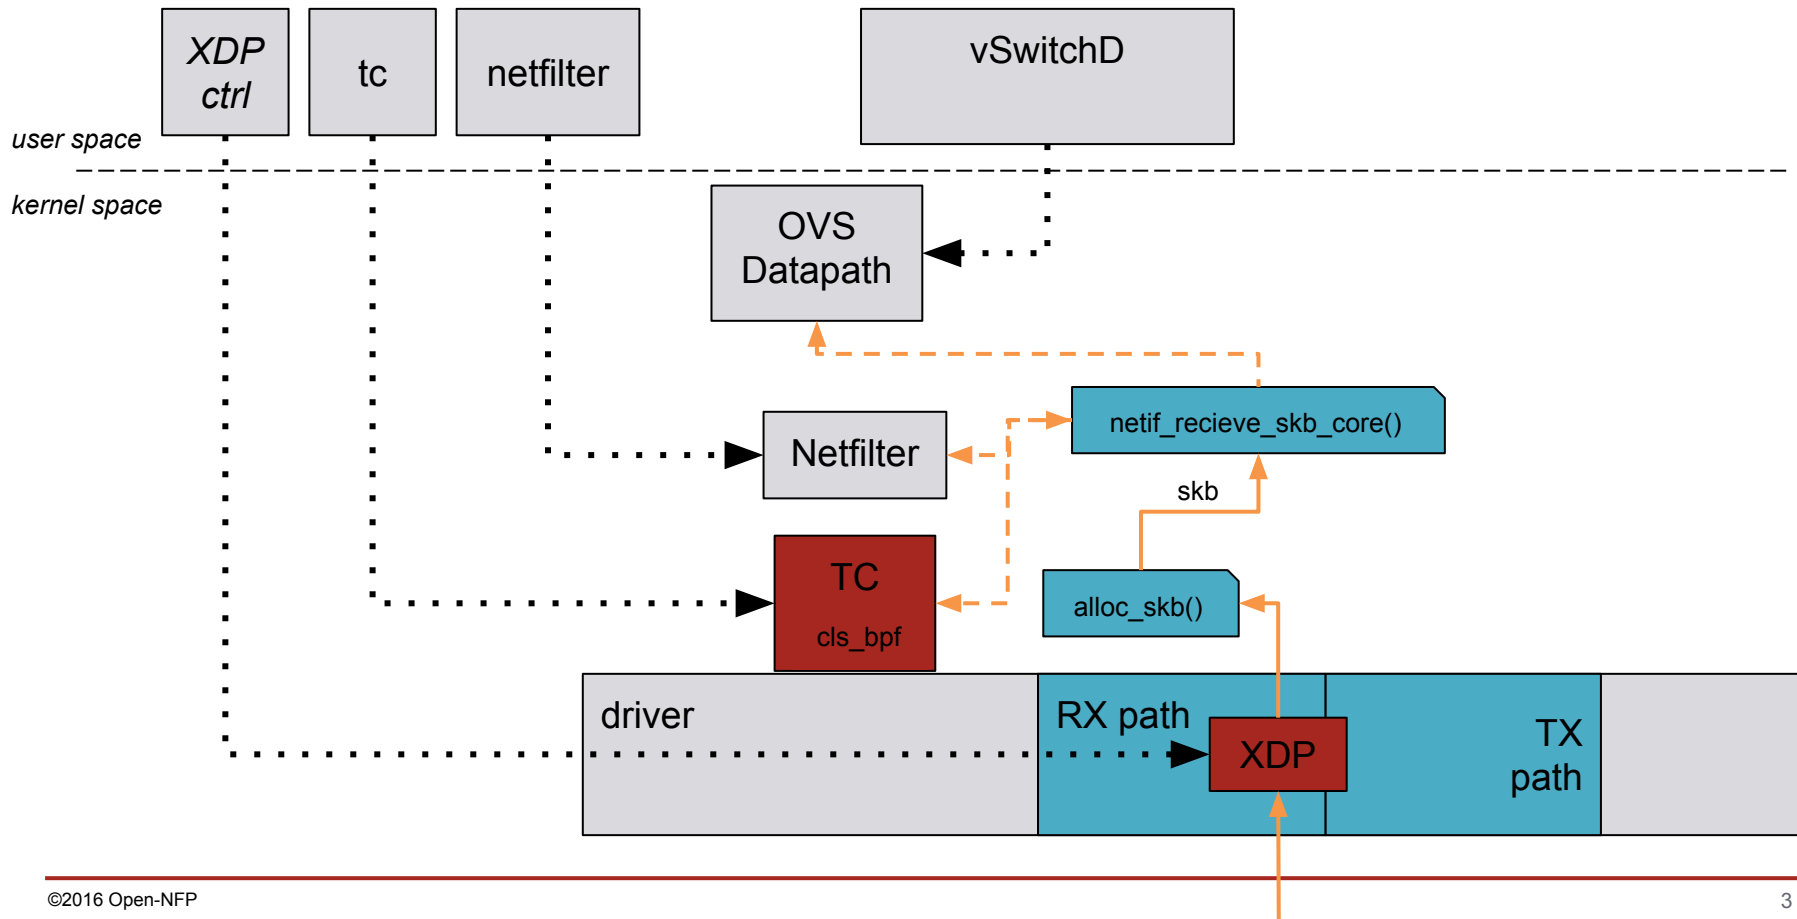 XDP
ctrl
tc
netfilter
vSwitchD
user space
kernel space
OVS
Datapath
netif_recieve_skb_core()
Netfilter
skb
TC
cls_bpf
alloc_skb()
driver
RX path
XDP
TX
path
©2016 Open-NFP
3